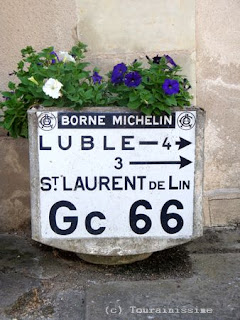 BORNE MICHELIN
LUBLE — 4 →
3 →
ST LAURENT DE LIN
Gc 66
(c) Tourainissime